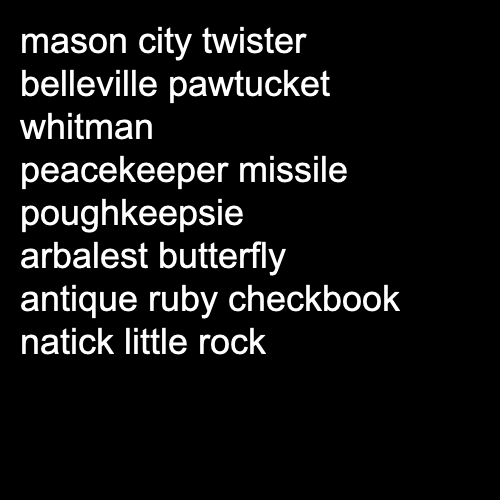 mason city twister
belleville pawtucket
whitman
peacekeeper missile
poughkeepsie
arbalest butterfly
antique ruby checkbook
natick little rock